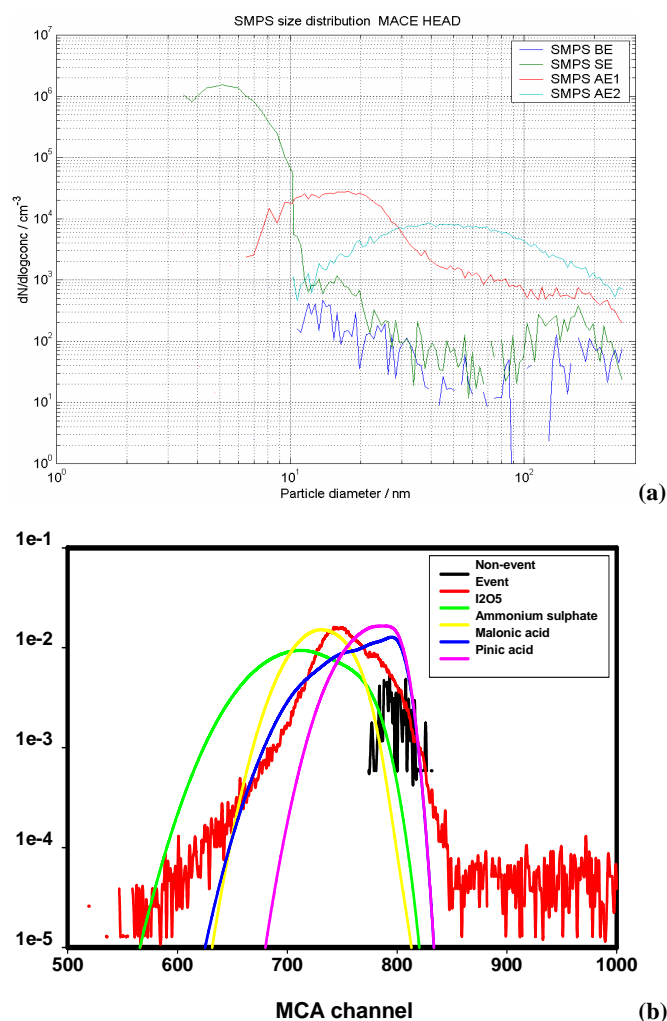 SMPS size distribution MACE HEAD
10^7
10^6
10^5
10^4
10^3
10^2
10^1
10^0
dN/dlogconc / cm^-3
SMPS BE
SMPS SE
SMPS AE1
SMPS AE2
10^0
10^1
10^2
Particle diameter / nm
(a)
1e-1
1e-2
1e-3
1e-4
1e-5
Non-event
Event
I2O5
Ammonium sulphate
Malonic acid
Pinic acid
500
600
700
800
900
1000
MCA channel
(b)